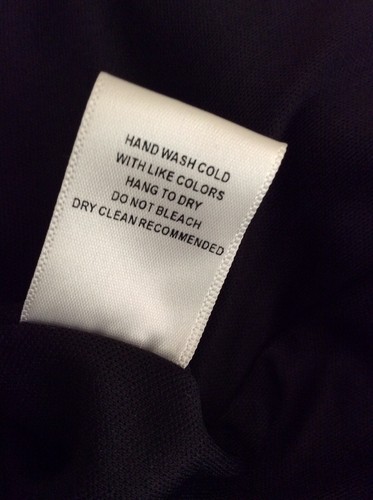 HAND WASH COLD
WITH LIKE COLORS
HANG TO DRY
DO NOT BLEACH
DRY CLEAN RECOMMENDED